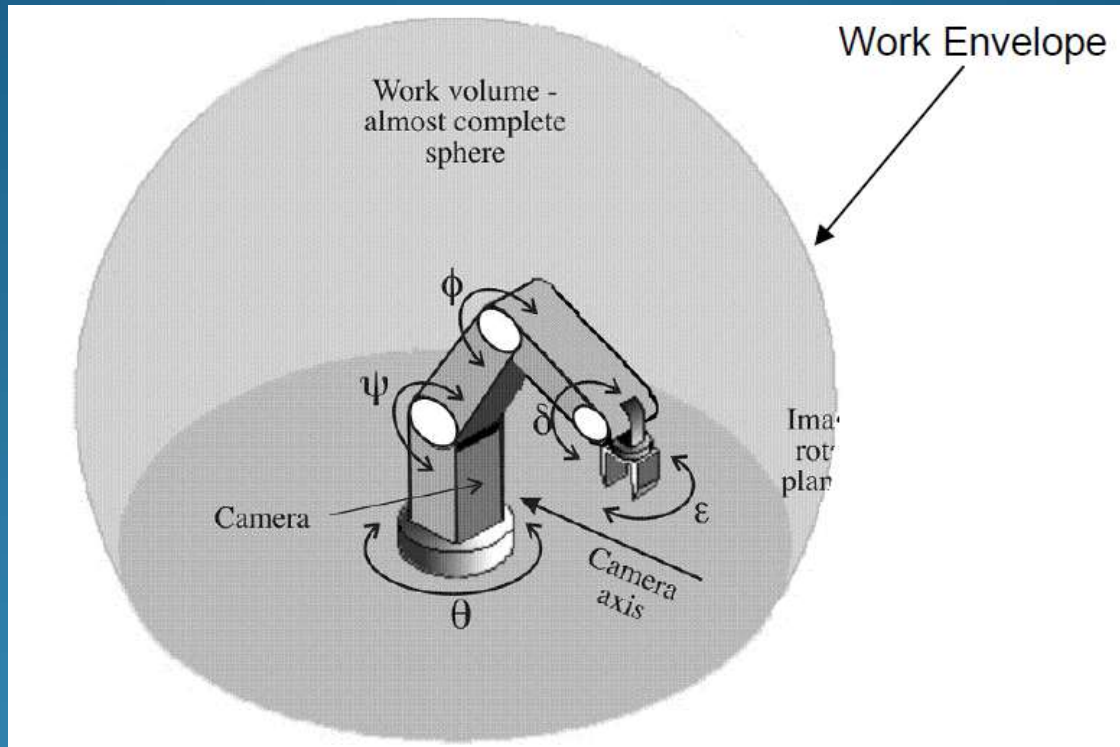 Work Envelope
Work volume -
almost complete
sphere
ϕ
ψ
δ
Camera
ε
Camera
axis
θ